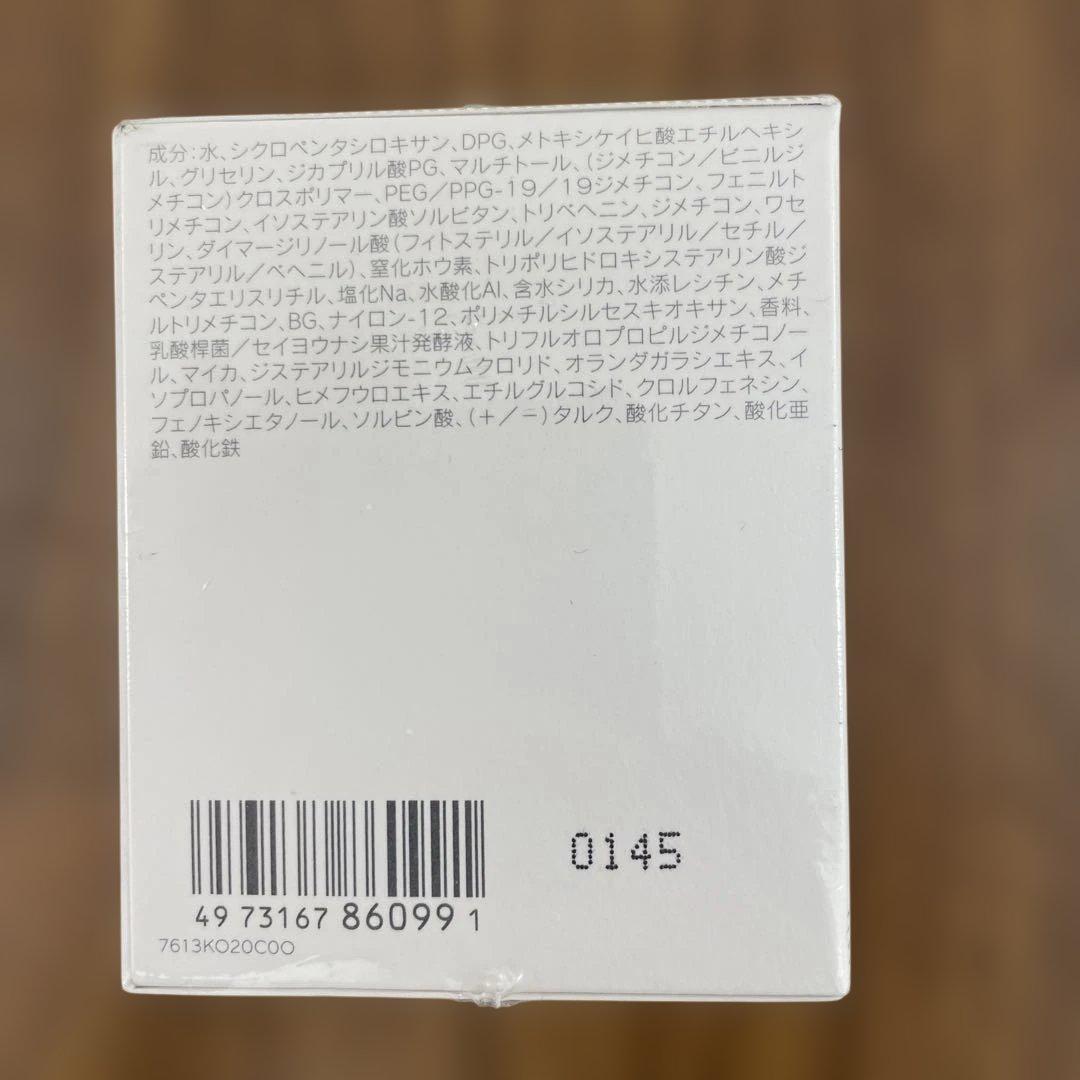 成分：水、シクロペンタシロキサン、DPG、メトキシケイヒ酸エチルヘキシ
ル、グリセリン、ジカプリル酸PG、マルチトール、（ジメチコン／ビニルジ
メチコン）クロスポリマー、PEG／PPG-19／19ジメチコン、フェニルト
リメチコン、イソステアリン酸ソルビタン、トリベヘニン、ジメチコン、ワセ
リン、ダイマージリノール酸（フィトステリル／イソステアリル／セチル／
ステアリル／ベヘニル）、窒化ホウ素、トリポリヒドロキシステアリン酸ジ
ペンタエリスリチル、塩化Na、水酸化Al、含水シリカ、水添レシチン、メチ
ルトリメチコン、BG、ナイロン-12、ポリメチルシルセスキオキサン、香料、
乳酸桿菌／セイヨウナシ果汁発酵液、トリフルオロプロピルジメチコノー
ル、マイカ、ジステアリルジモニウムクロリド、オランダガラシエキス、イ
ソプロパノール、ヒメフウロエキス、エチルグルコシド、クロルフェネシン、
フェノキシエタノール、ソルビン酸、（＋／－）タルク、酸化チタン、酸化亜
鉛、酸化鉄
0145
49 73167 86099 1
7613KO20C0O